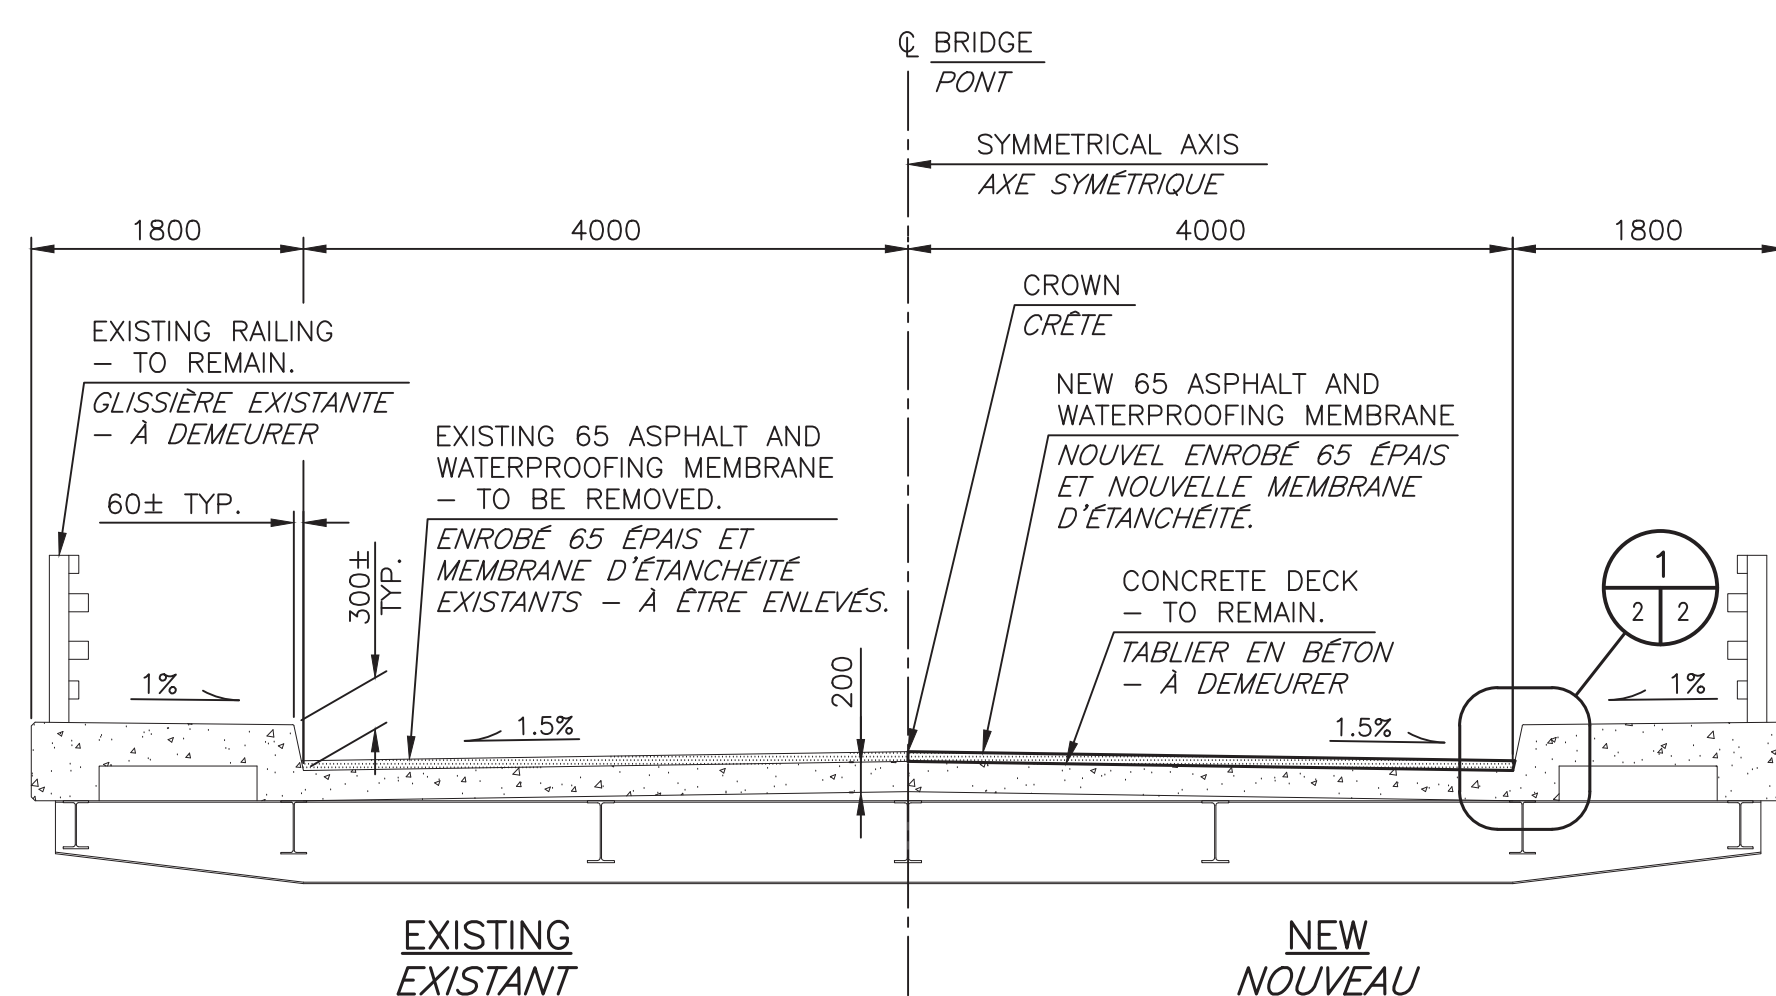 ℄ BRIDGE
PONT
SYMMETRICAL AXIS
AXE SYMÉTRIQUE
1800
4000
4000
1800
CROWN
CRÊTE
EXISTING RAILING
– TO REMAIN.
GLISSIÈRE EXISTANTE
– À DEMEURER
NEW 65 ASPHALT AND
WATERPROOFING MEMBRANE
NOUVEL ENROBÉ 65 ÉPAIS
ET NOUVELLE MEMBRANE
D'ÉTANCHÉITÉ.
EXISTING 65 ASPHALT AND
WATERPROOFING MEMBRANE
– TO BE REMOVED.
ENROBÉ 65 ÉPAIS ET
MEMBRANE D'ÉTANCHÉITÉ
EXISTANTS – À ÊTRE ENLEVÉS.
60± TYP.
300±
TYP.
CONCRETE DECK
– TO REMAIN.
TABLIER EN BÉTON
– À DEMEURER
1
2 2
200
1%
1.5%
1.5%
1%
EXISTING
EXISTANT
NEW
NOUVEAU